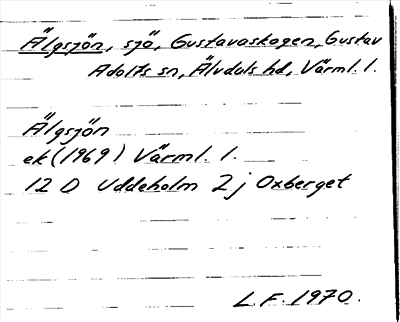 Älgsjön, sjö, Gustavaskogen, Gustav
Adolfs sn, Älvdals hd, Värml. l.
Älgsjön
ek (1969) Värml. l.
12 D Uddeholm 2 j Oxberget
L.F. 1970.